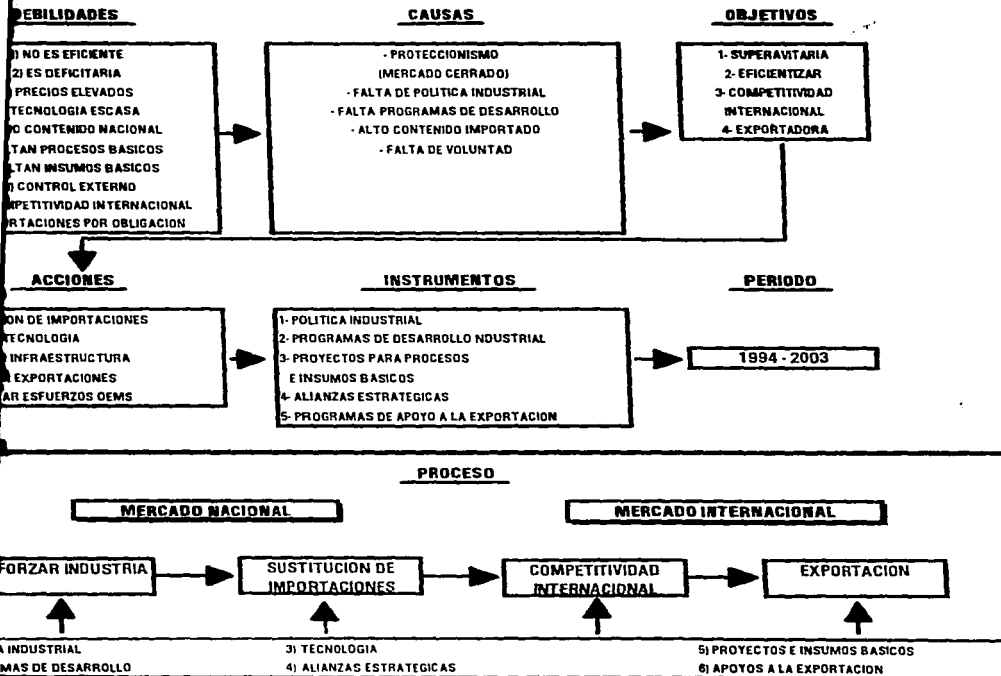 DEBILIDADES
) NO ES EFICIENTE
2) ES DEFICITARIA
) PRECIOS ELEVADOS
TECNOLOGIA ESCASA
O CONTENIDO NACIONAL
TAN PROCESOS BASICOS
LTAN INSUMOS BASICOS
) CONTROL EXTERNO
MPETITIVIDAD INTERNACIONAL
RTACIONES POR OBLIGACION
CAUSAS
- PROTECCIONISMO
(MERCADO CERRADO)
- FALTA DE POLITICA INDUSTRIAL
- FALTA PROGRAMAS DE DESARROLLO
- ALTO CONTENIDO IMPORTADO
- FALTA DE VOLUNTAD
OBJETIVOS
1- SUPERAVITARIA
2- EFICIENTIZAR
3- COMPETITIVIDAD
INTERNACIONAL
4- EXPORTADORA
ACCIONES
ON DE IMPORTACIONES
TECNOLOGIA
INFRAESTRUCTURA
EXPORTACIONES
AR ESFUERZOS OEMS
INSTRUMENTOS
1- POLITICA INDUSTRIAL
2- PROGRAMAS DE DESARROLLO NDUSTRIAL
3- PROYECTOS PARA PROCESOS
E INSUMOS BASICOS
4- ALIANZAS ESTRATEGICAS
5- PROGRAMAS DE APOYO A LA EXPORTACION
PERIODO
1994 - 2003
PROCESO
MERCADO NACIONAL
MERCADO INTERNACIONAL
FORZAR INDUSTRIA
SUSTITUCION DE
IMPORTACIONES
COMPETITIVIDAD
INTERNACIONAL
EXPORTACION
A INDUSTRIAL
MAS DE DESARROLLO
3) TECNOLOGIA
4) ALIANZAS ESTRATEGICAS
5) PROYECTOS E INSUMOS BASICOS
6) APOTOS A LA EXPORTACION